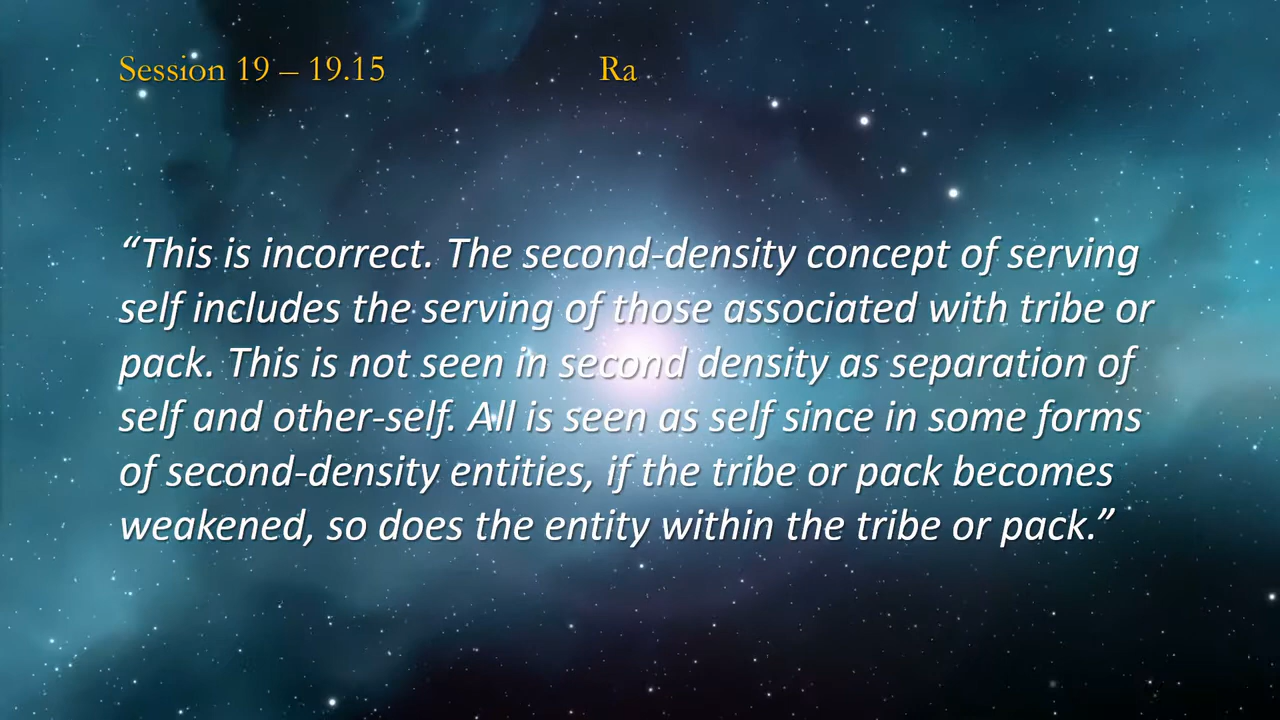 Session 19 – 19.15 Ra
“This is incorrect. The second-density concept of serving
self includes the serving of those associated with tribe or
pack. This is not seen in second density as separation of
self and other-self. All is seen as self since in some forms
of second-density entities, if the tribe or pack becomes
weakened, so does the entity within the tribe or pack.”